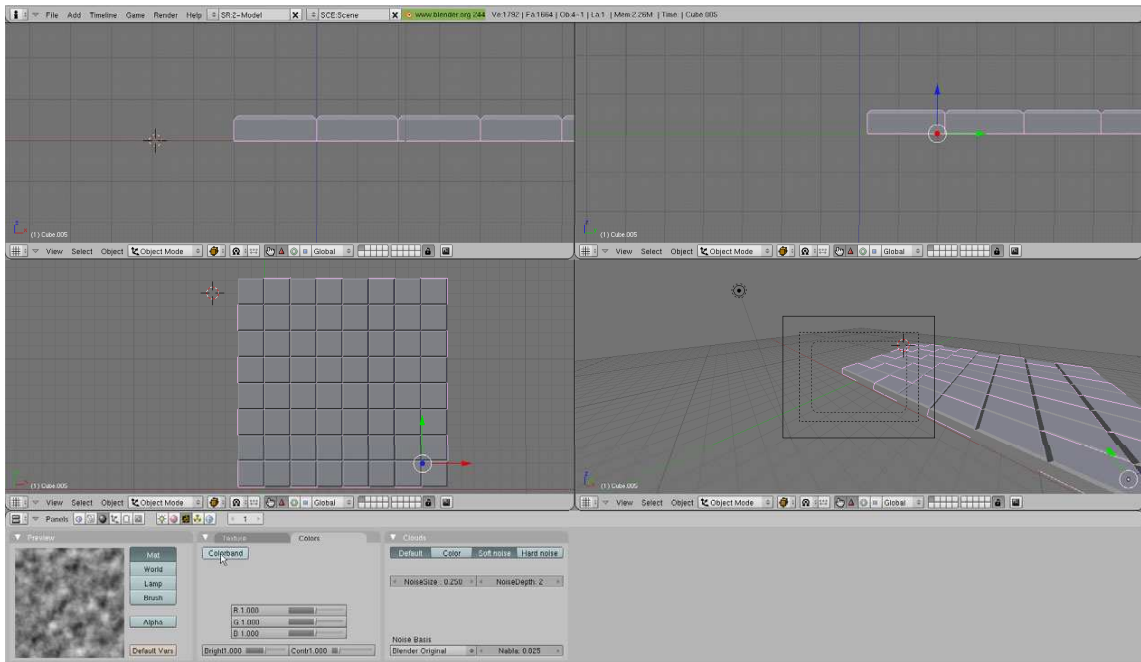 File Add Timeline Game Render Help SR:2-Model X SCE:Scene X www.blender.org 244 Ve:1792 | Fa:1664 | Ob:4-1 | La:1 | Mem:2.26M | Time: | Cube.005
(1) Cube.005
(1) Cube.005
View Select Object Object Mode Global
View Select Object Object Mode Global
(1) Cube.005
(1) Cube.005
View Select Object Object Mode Global
View Select Object Object Mode Global
Panels 1
Preview
Mat
World
Lamp
Brush
Alpha
Default Vars
Texture Colors
Colorband
R 1.000
G 1.000
B 1.000
Bright1.000 Contr1.000
Clouds
Default Color Soft noise Hard noise
NoiseSize : 0.250 NoiseDepth: 2
Noise Basis
Blender Original Nabla: 0.025